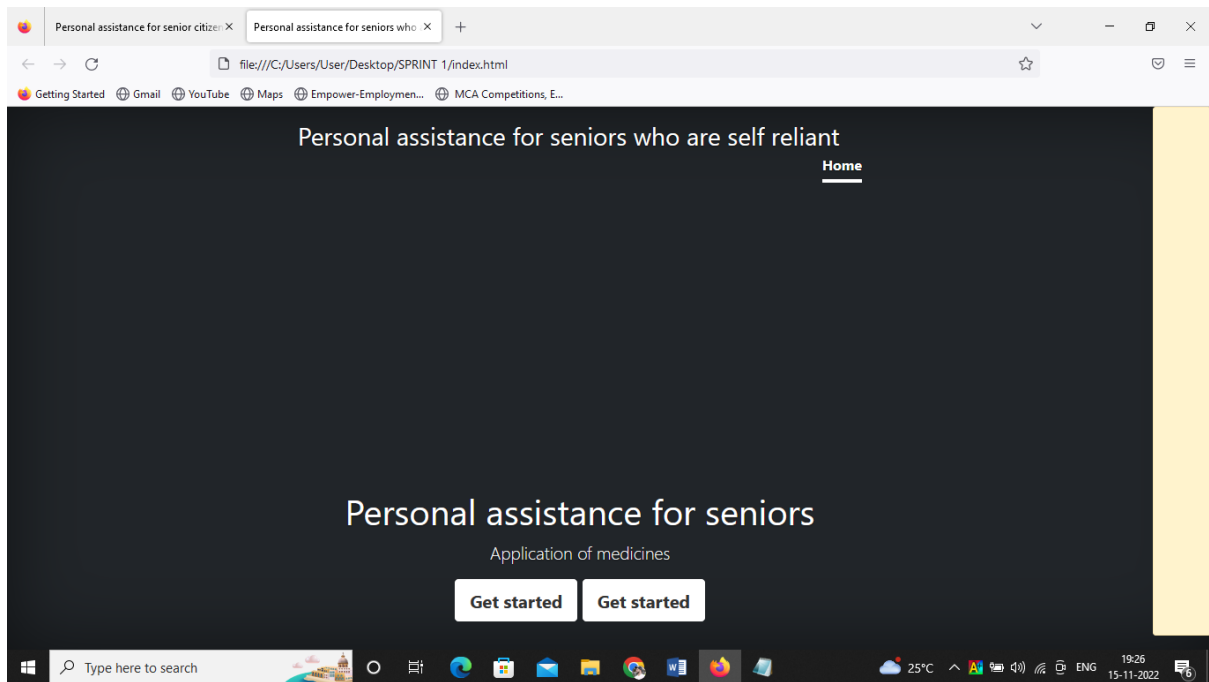 Personal assistance for senior citizen
Personal assistance for seniors who
file:///C:/Users/User/Desktop/SPRINT 1/index.html
Getting Started Gmail YouTube Maps Empower-Employmen... MCA Competitions, E...
Personal assistance for seniors who are self reliant
Home
Personal assistance for seniors
Application of medicines
Get started Get started
Type here to search
25°C ENG
19:26
15-11-2022
6